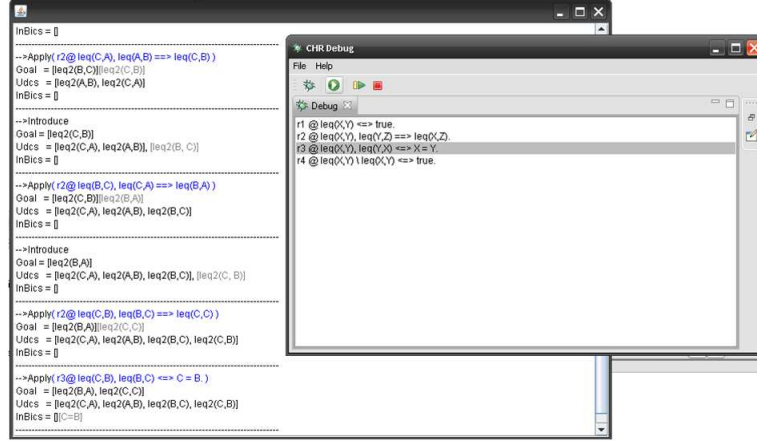 InBics = []
-->Apply( r2@ leq(C,A), leq(A,B) ==> leq(C,B) )
Goal = [leq2(B,C)][leq2(C,B)]
Udcs = [leq2(A,B), leq2(C,A)]
InBics = []
-->Introduce
Goal = [leq2(C,B)]
Udcs = [leq2(C,A), leq2(A,B)], [leq2(B, C)]
InBics = []
-->Apply( r2@ leq(B,C), leq(C,A) ==> leq(B,A) )
Goal = [leq2(C,B)][leq2(B,A)]
Udcs = [leq2(C,A), leq2(A,B), leq2(B,C)]
InBics = []
-->Introduce
Goal = [leq2(B,A)]
Udcs = [leq2(C,A), leq2(A,B), leq2(B,C)], [leq2(C, B)]
InBics = []
-->Apply( r2@ leq(C,B), leq(B,C) ==> leq(C,C) )
Goal = [leq2(B,A)][leq2(C,C)]
Udcs = [leq2(C,A), leq2(A,B), leq2(B,C), leq2(C,B)]
InBics = []
-->Apply( r3@ leq(C,B), leq(B,C) <=> C = B. )
Goal = [leq2(B,A), leq2(C,C)]
Udcs = [leq2(C,A), leq2(A,B), leq2(B,C), leq2(C,B)]
InBics = [][C=B]
CHR Debug
File Help
Debug
r1 @ leq(X,Y) <=> true.
r2 @ leq(X,Y), leq(Y,Z) ==> leq(X,Z).
r3 @ leq(X,Y), leq(Y,X) <=> X = Y.
r4 @ leq(X,Y) \ leq(X,Y) <=> true.